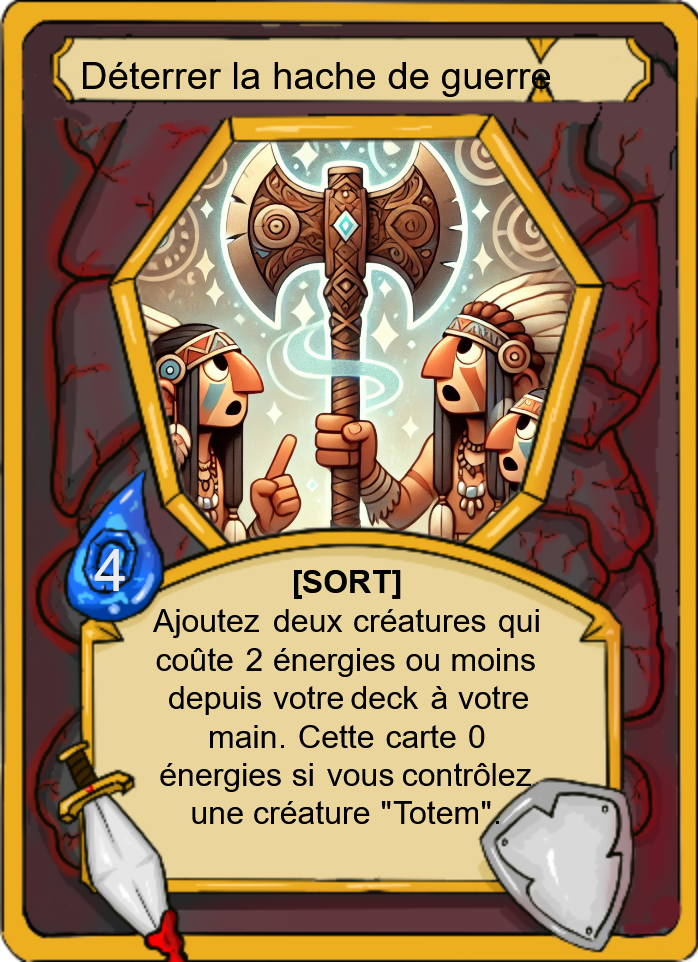 Déterrer la hache de guerre
4
[SORT]
Ajoutez deux créatures qui
coûte 2 énergies ou moins
depuis votre deck à votre
main. Cette carte 0
énergies si vous contrôlez
une créature "Totem".